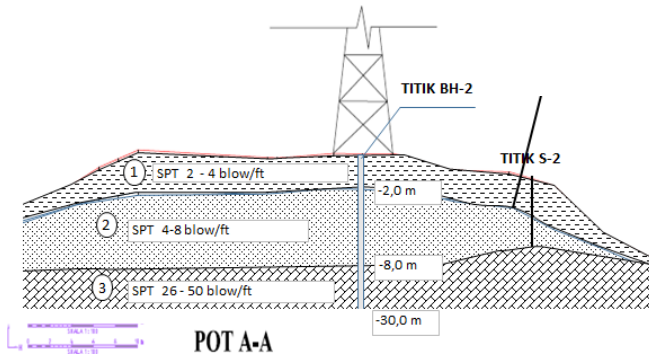 TITIK BH-2
TITIK S-2
1
SPT 2 - 4 blow/ft
-2,0 m
2
SPT 4-8 blow/ft
-8,0 m
3
SPT 26 - 50 blow/ft
-30,0 m
POT A-A